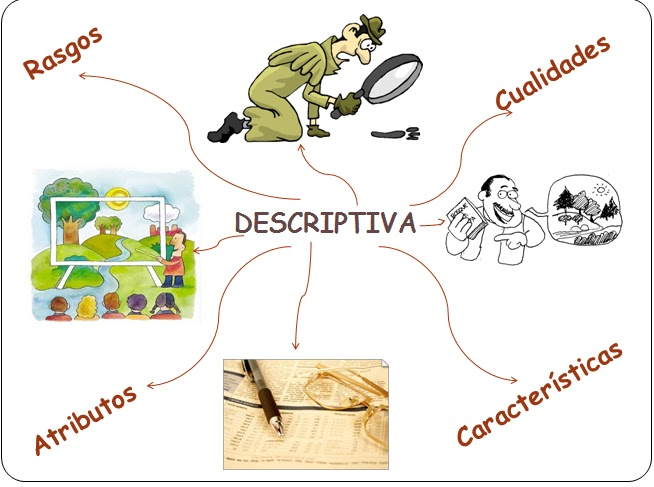 Rasgos
Cualidades
DESCRIPTIVA
Atributos
Características